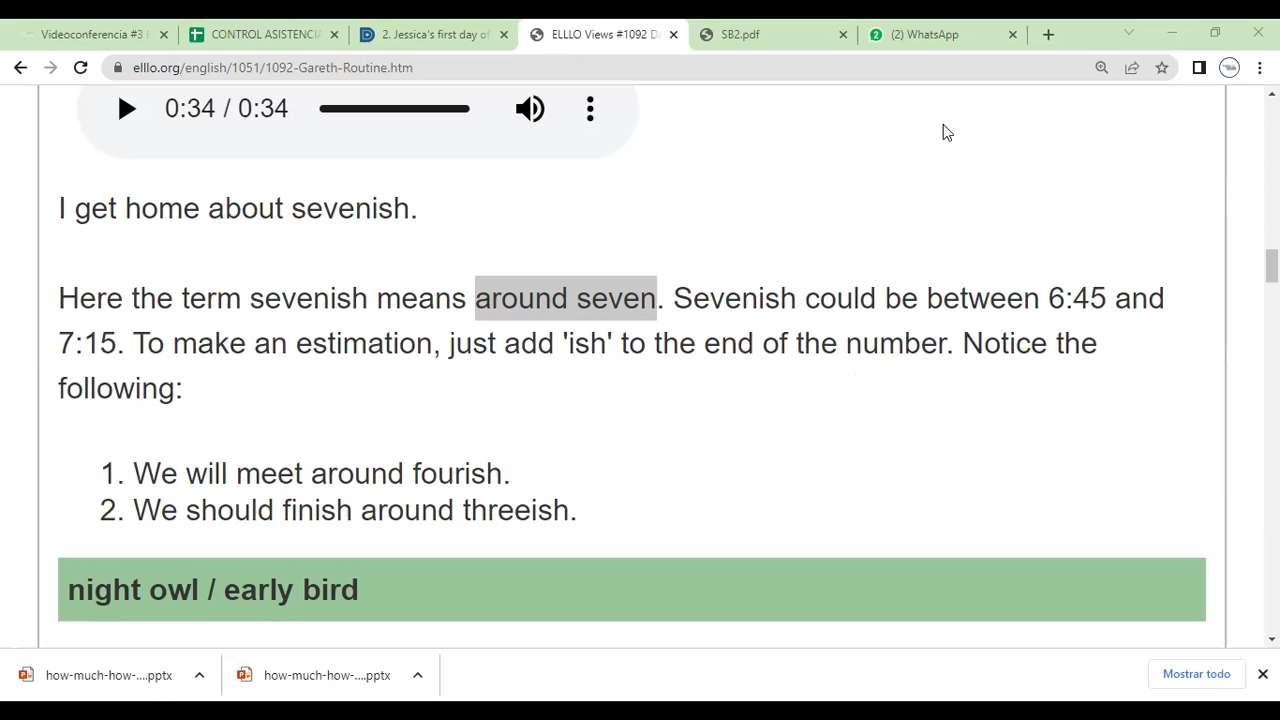 Videoconferencia #3
CONTROL ASISTENCIA
2. Jessica's first day of
ELLLO Views #1092 Da
SB2.pdf
2
(2) WhatsApp
elllo.org/english/1051/1092-Gareth-Routine.htm
0:34 / 0:34
I get home about sevenish.
Here the term sevenish means around seven. Sevenish could be between 6:45 and
7:15. To make an estimation, just add 'ish' to the end of the number. Notice the
following:
1. We will meet around fourish.
2. We should finish around threeish.
night owl / early bird
how-much-how-....pptx
how-much-how-....pptx
Mostrar todo